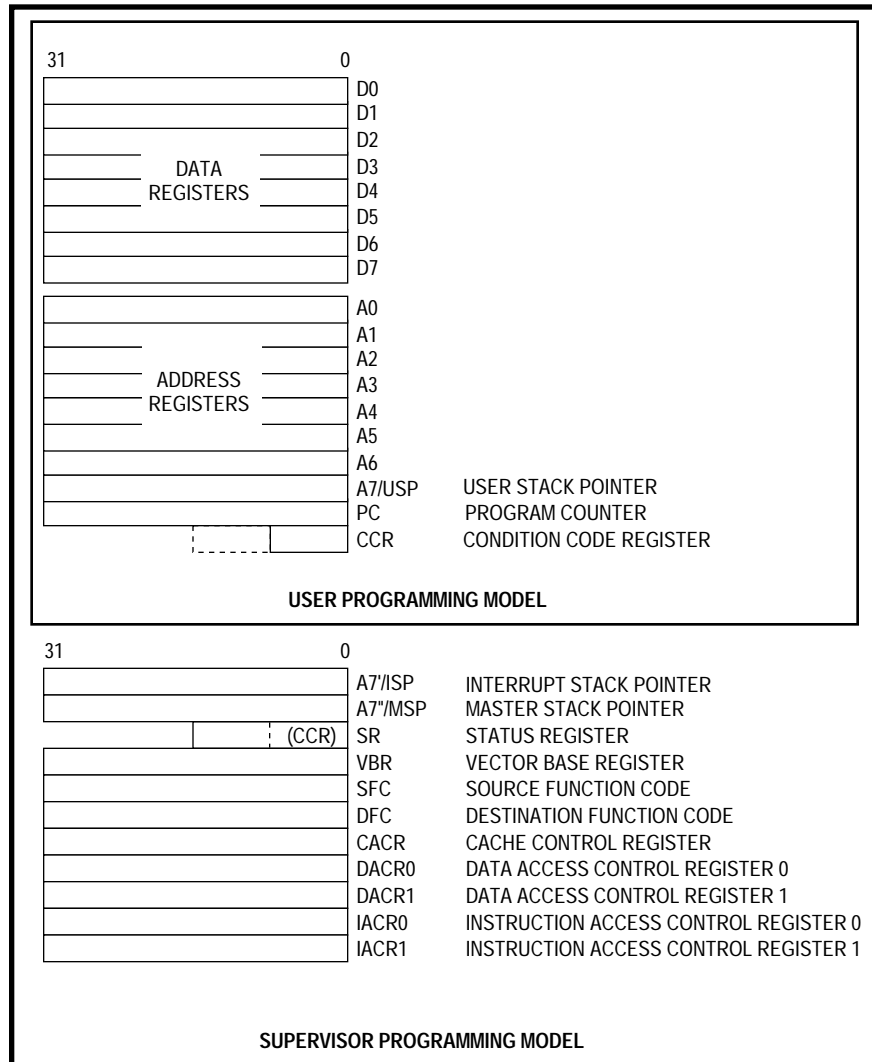 31 0
D0
D1
D2
D3
D4
D5
D6
D7
DATA
REGISTERS
A0
A1
A2
A3
A4
A5
A6
ADDRESS
REGISTERS
A7/USP USER STACK POINTER
PC PROGRAM COUNTER
CCR CONDITION CODE REGISTER
USER PROGRAMMING MODEL
31 0
A7'/ISP INTERRUPT STACK POINTER
A7"/MSP MASTER STACK POINTER
(CCR) SR STATUS REGISTER
VBR VECTOR BASE REGISTER
SFC SOURCE FUNCTION CODE
DFC DESTINATION FUNCTION CODE
CACR CACHE CONTROL REGISTER
DACR0 DATA ACCESS CONTROL REGISTER 0
DACR1 DATA ACCESS CONTROL REGISTER 1
IACR0 INSTRUCTION ACCESS CONTROL REGISTER 0
IACR1 INSTRUCTION ACCESS CONTROL REGISTER 1
SUPERVISOR PROGRAMMING MODEL